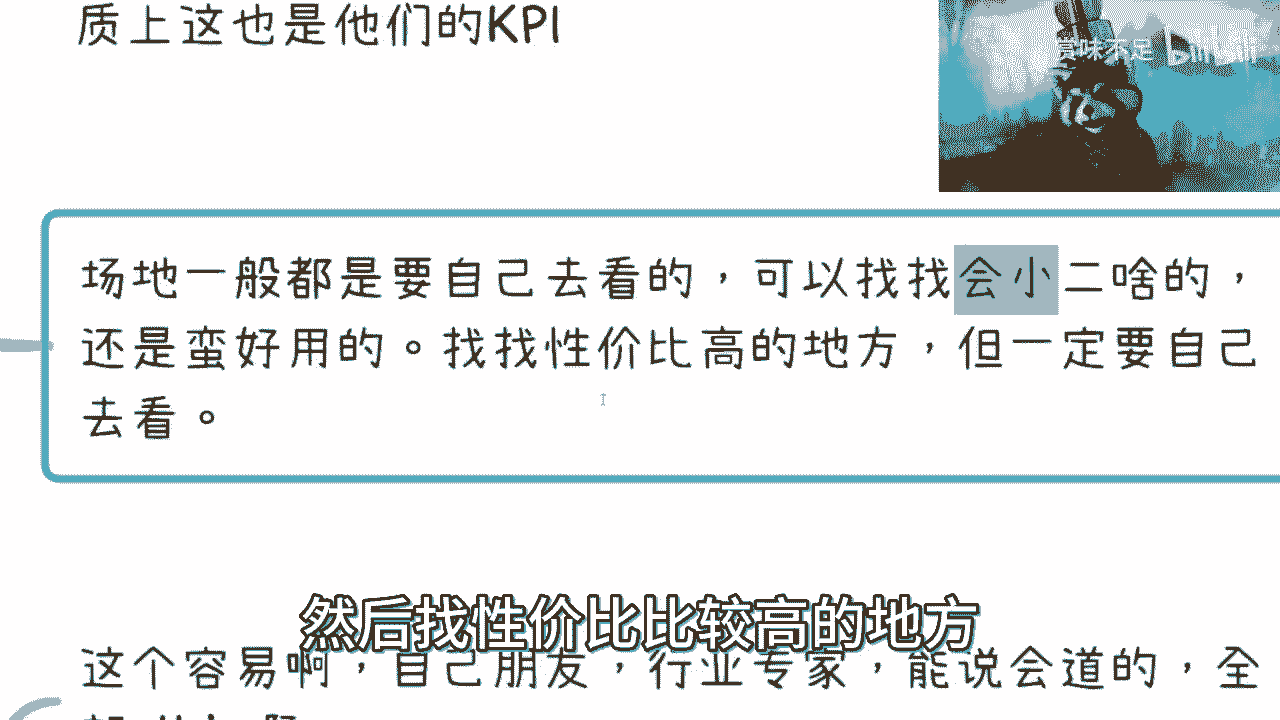 质上这也是他们的KPI
赏味不足 bilibili
场地一般都是要自己去看的，可以找找会小二啥的，
还是蛮好用的。找找性价比高的地方，但一定要自己
去看。
然后找性价比比较高的地方
这个容易啊，自己朋友，行业专家，能说会道的，全